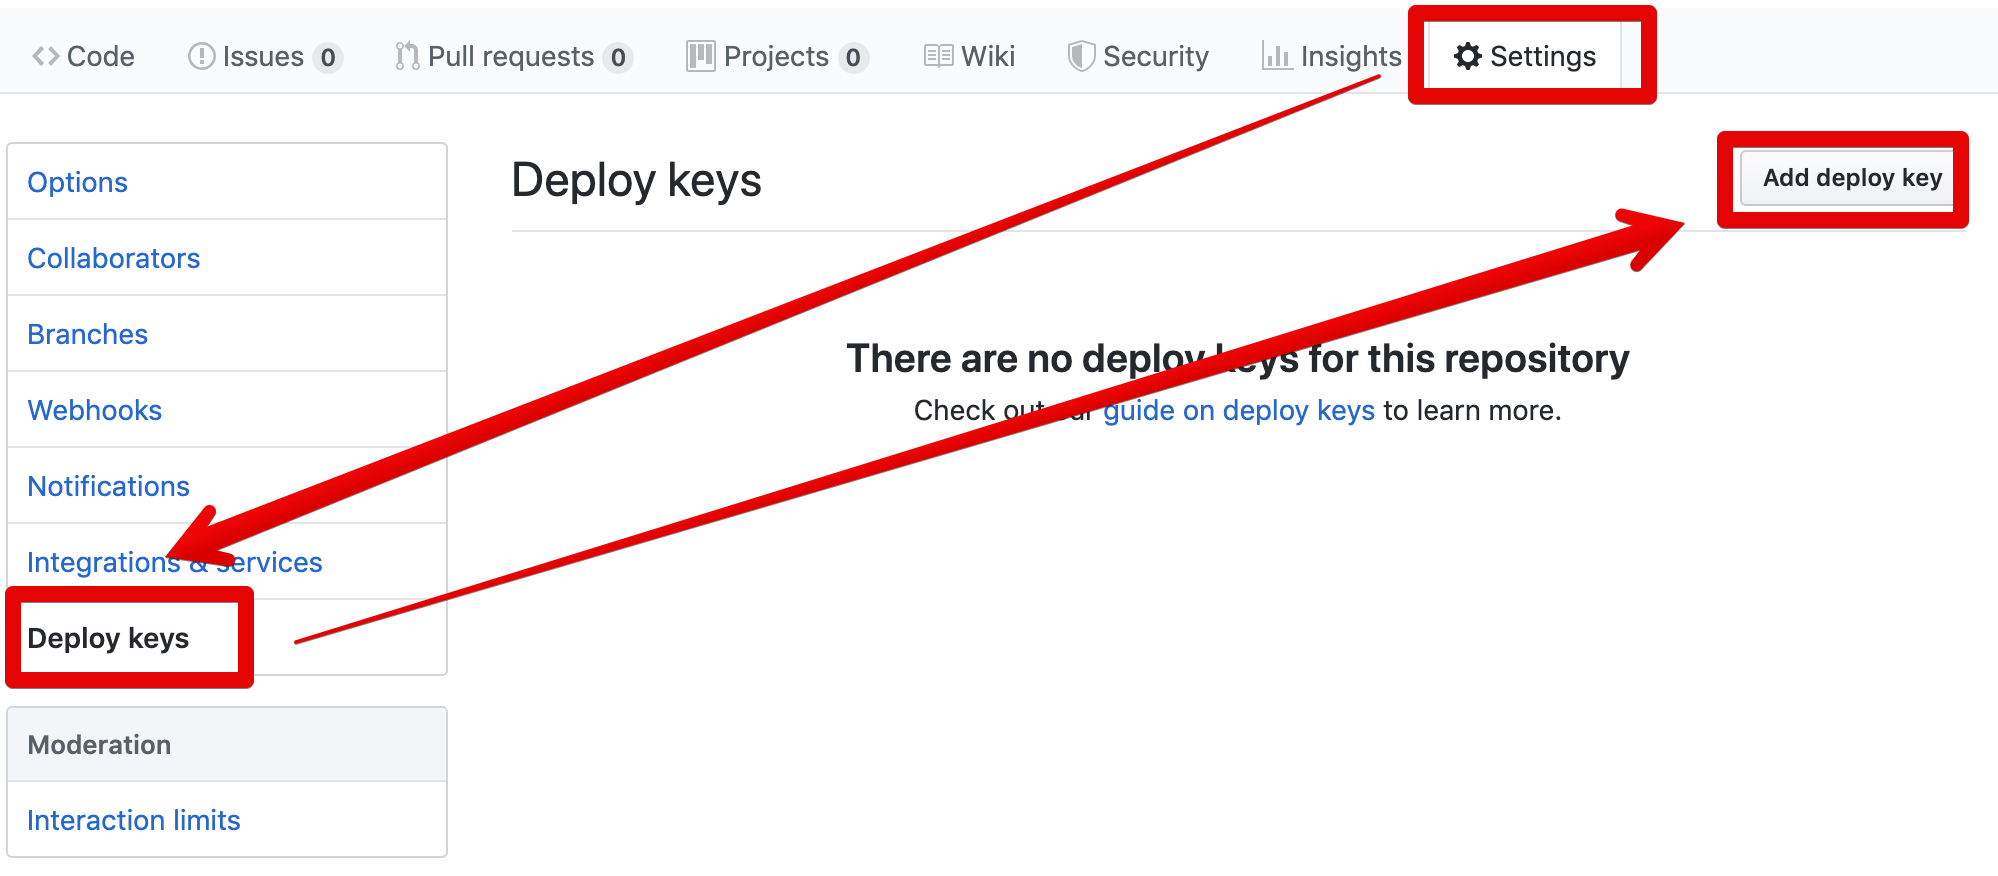 Code Issues 0 Pull requests 0 Projects 0 Wiki Security Insights Settings
Options
Collaborators
Branches
Webhooks
Notifications
Integrations & services
Deploy keys
Moderation
Interaction limits
Deploy keys
Add deploy key
There are no deploy keys for this repository
Check out our guide on deploy keys to learn more.